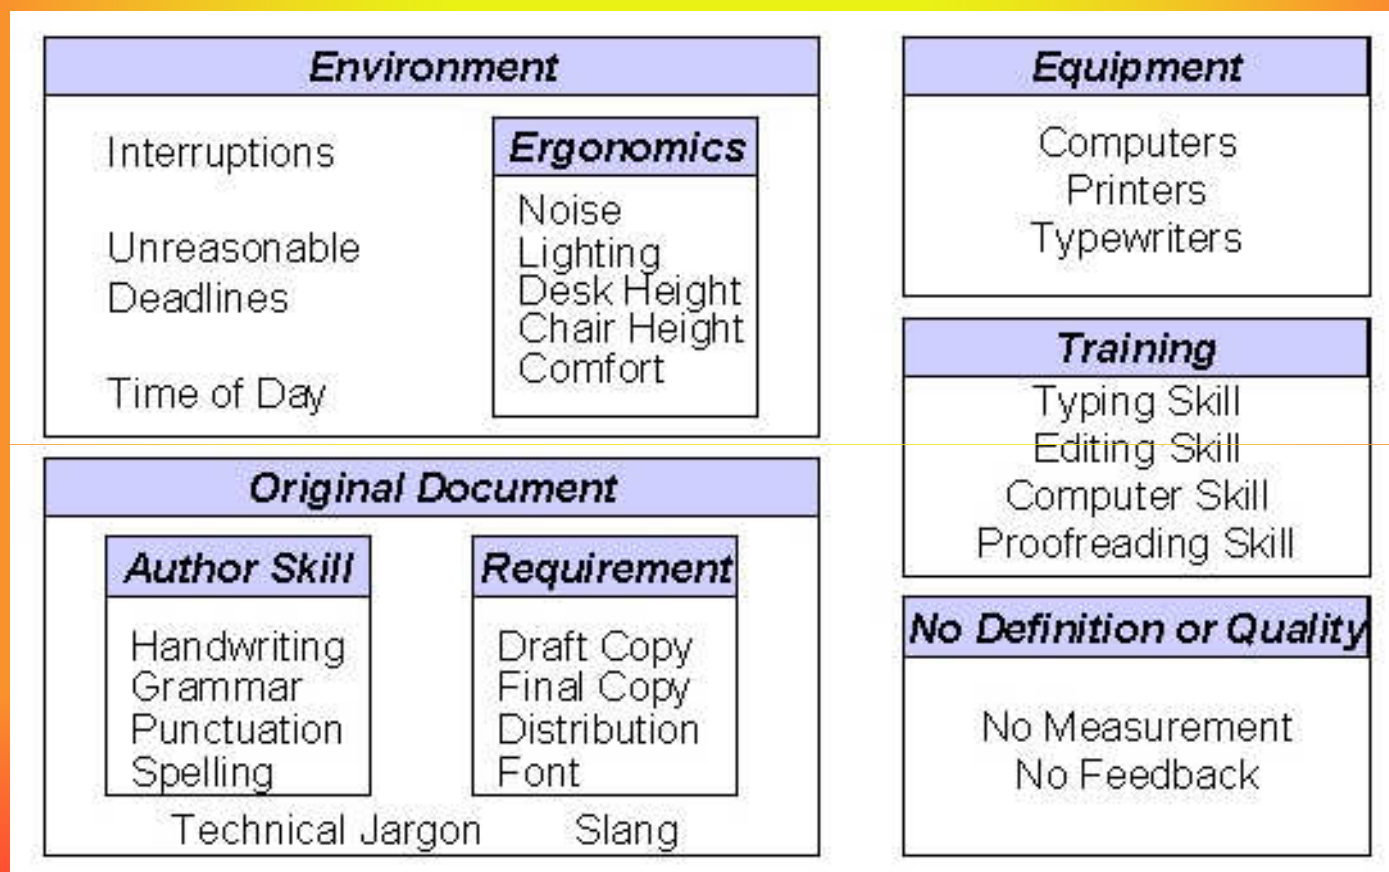 Environment
Interruptions
Unreasonable
Deadlines
Time of Day
Ergonomics
Noise
Lighting
Desk Height
Chair Height
Comfort
Original Document
Author Skill
Handwriting
Grammar
Punctuation
Spelling
Requirement
Draft Copy
Final Copy
Distribution
Font
Technical Jargon
Slang
Equipment
Computers
Printers
Typewriters
Training
Typing Skill
Editing Skill
Computer Skill
Proofreading Skill
No Definition or Quality
No Measurement
No Feedback